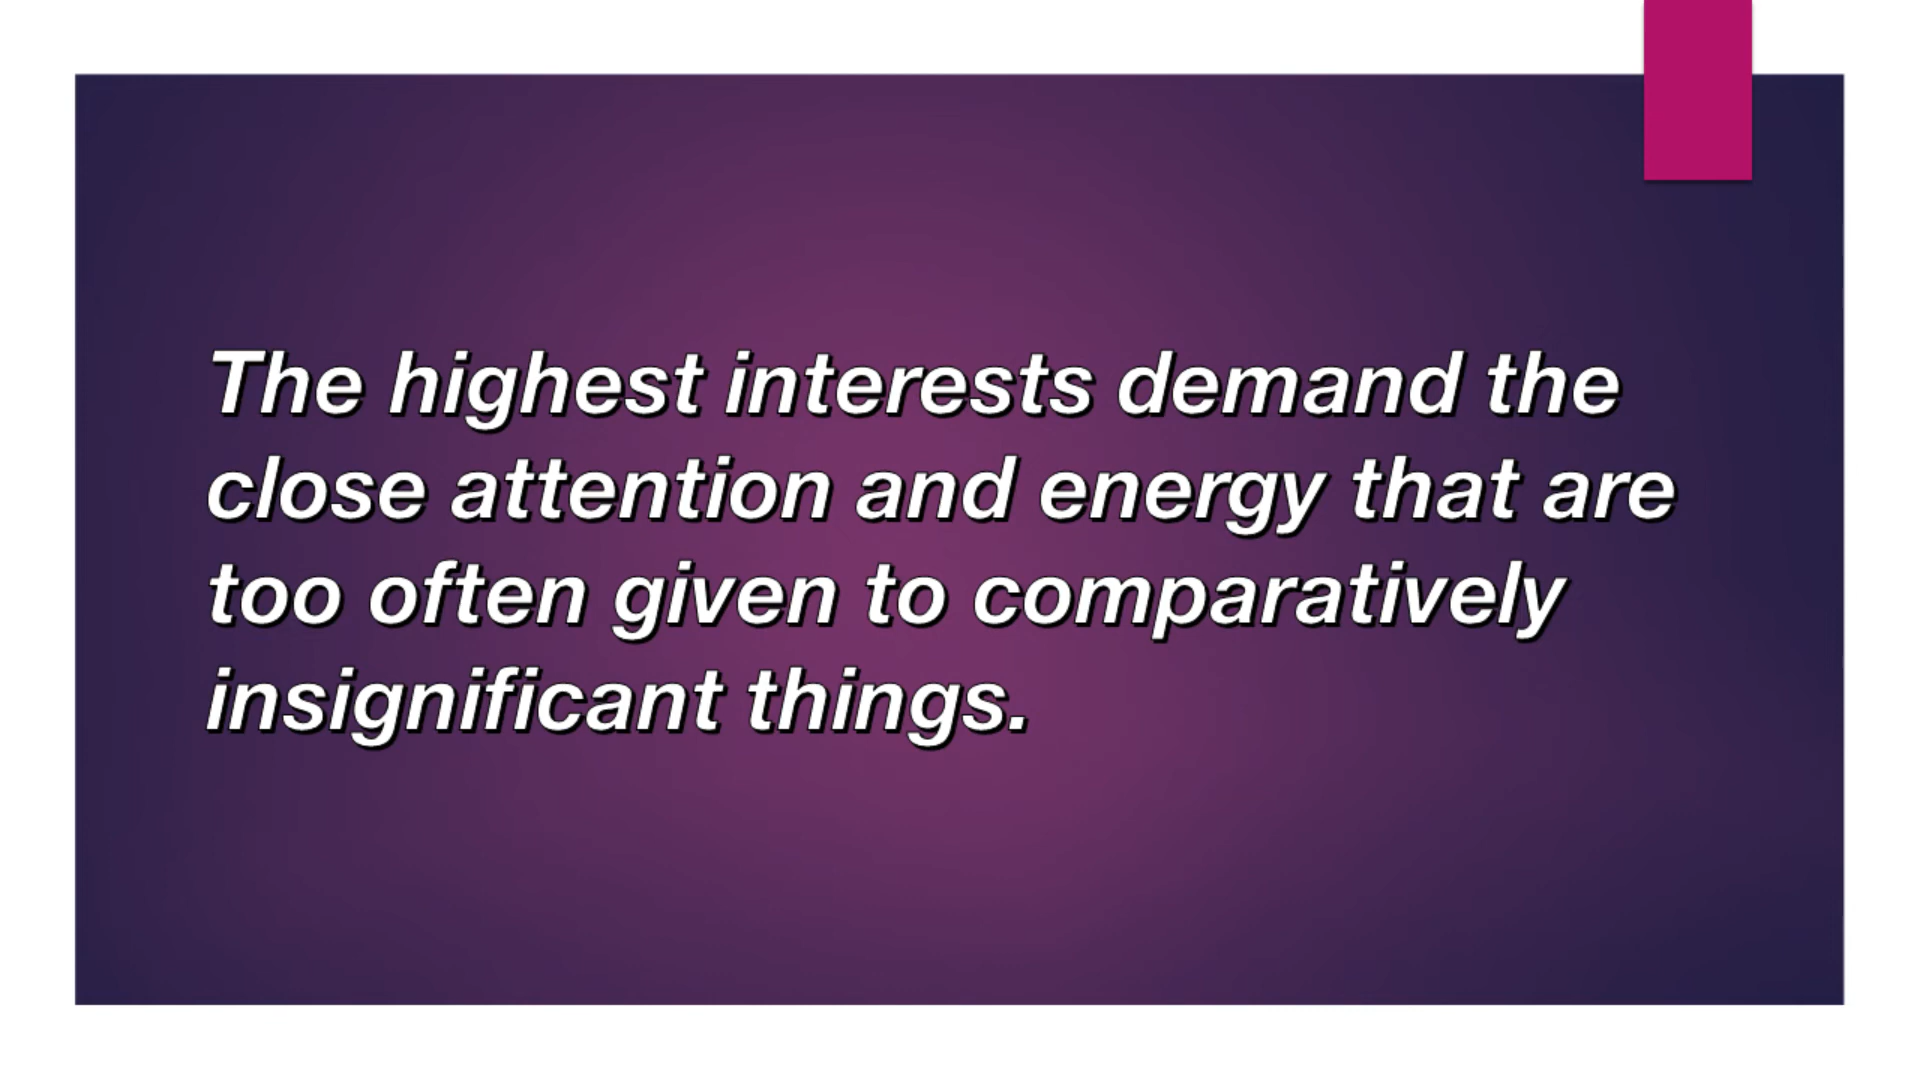 The highest interests demand the
close attention and energy that are
too often given to comparatively
insignificant things.